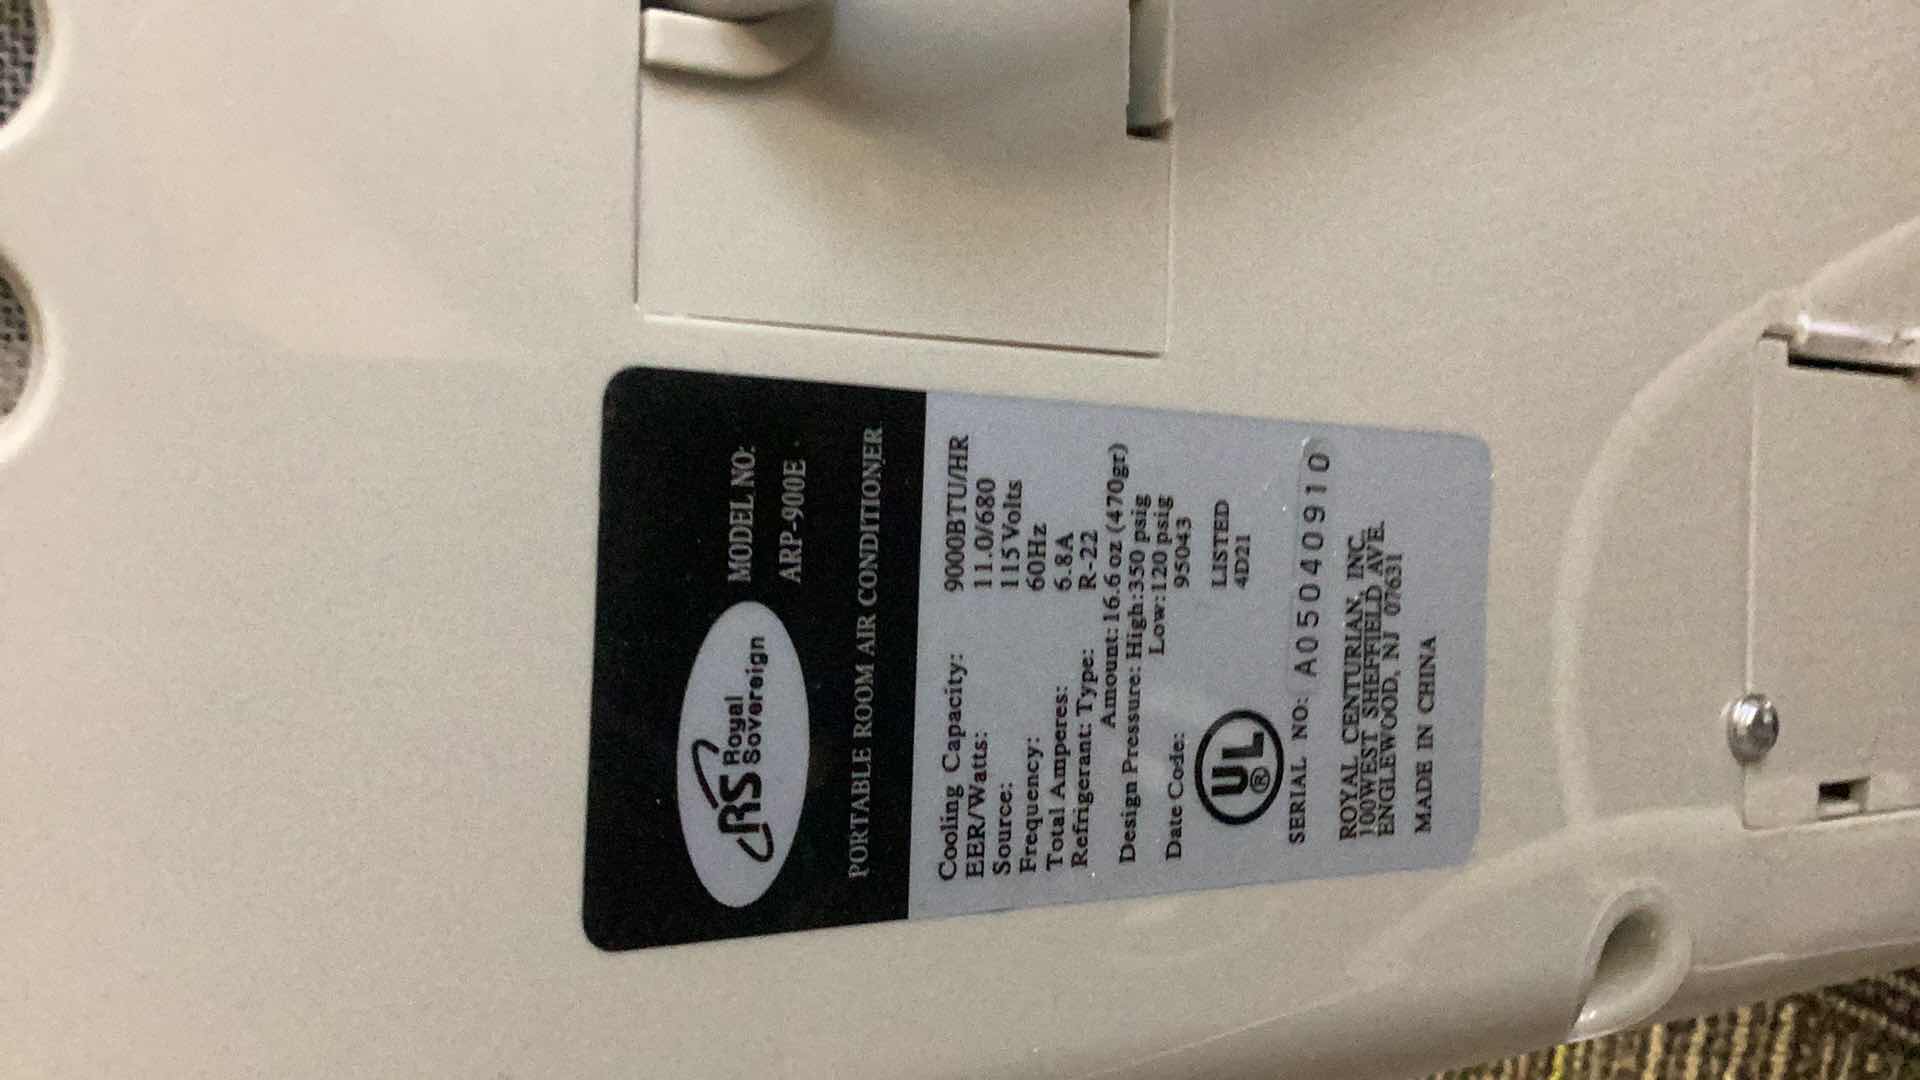 RS Royal Sovereign
MODEL NO:
ARP-900E
PORTABLE ROOM AIR CONDITIONER
Cooling Capacity: 9000BTU/HR
EER/Watts: 11.0/680
Source: 115 Volts
Frequency: 60Hz
Total Amperes: 6.8A
Refrigerant: Type: R-22
Amount: 16.6 oz (470gr)
Design Pressure: High:350 psig
Low:120 psig
Date Code: 95043
UL ®
LISTED
4D21
SERIAL NO: A05040910
ROYAL CENTURIAN, INC.
100WEST SHEFFIELD AVE.
ENGLEWOOD, NJ 07631
MADE IN CHINA